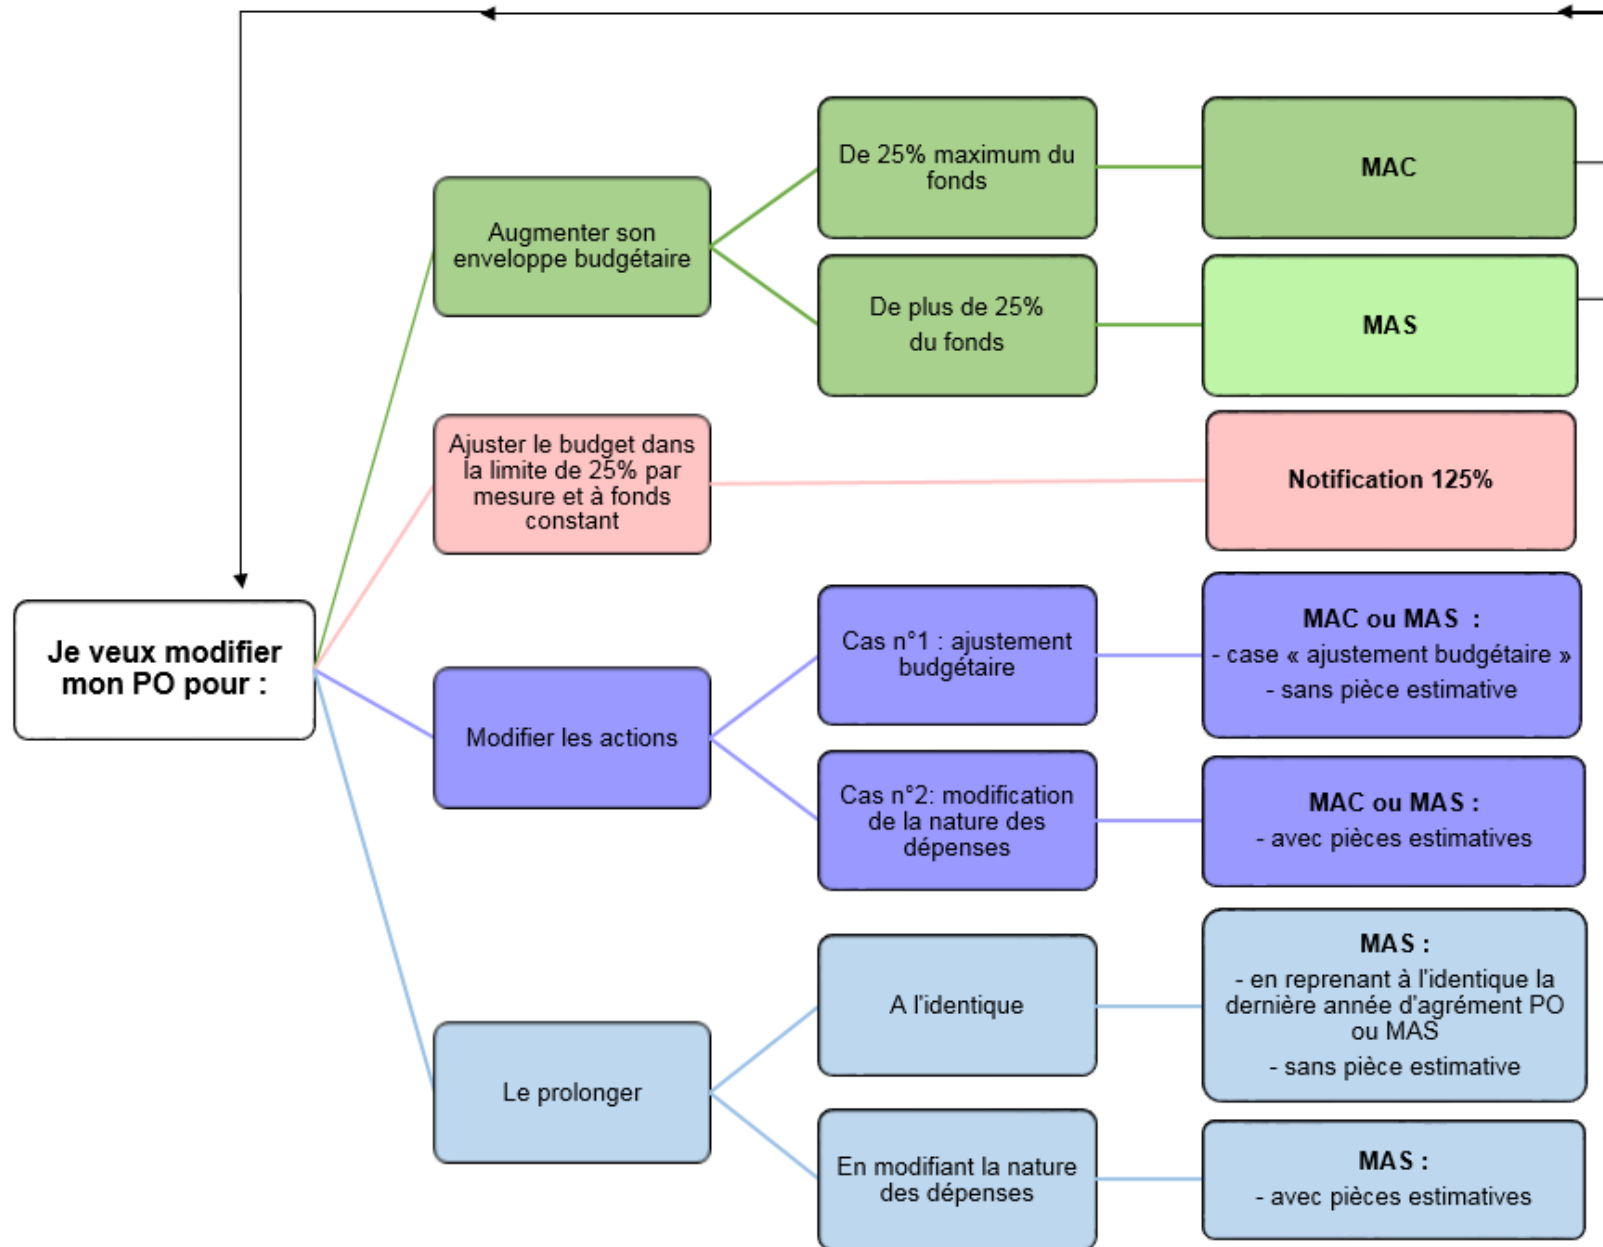 De 25% maximum du
fonds
MAC
Augmenter son
enveloppe budgétaire
De plus de 25%
du fonds
MAS
Ajuster le budget dans
la limite de 25% par
mesure et à fonds
constant
Notification 125%
Je veux modifier
mon PO pour :
Modifier les actions
Cas n°1 : ajustement
budgétaire
MAC ou MAS :
- case « ajustement budgétaire »
- sans pièce estimative
Cas n°2: modification
de la nature des
dépenses
MAC ou MAS :
- avec pièces estimatives
Le prolonger
A l'identique
MAS :
- en reprenant à l'identique la
dernière année d'agrément PO
ou MAS
- sans pièce estimative
En modifiant la nature
des dépenses
MAS :
- avec pièces estimatives